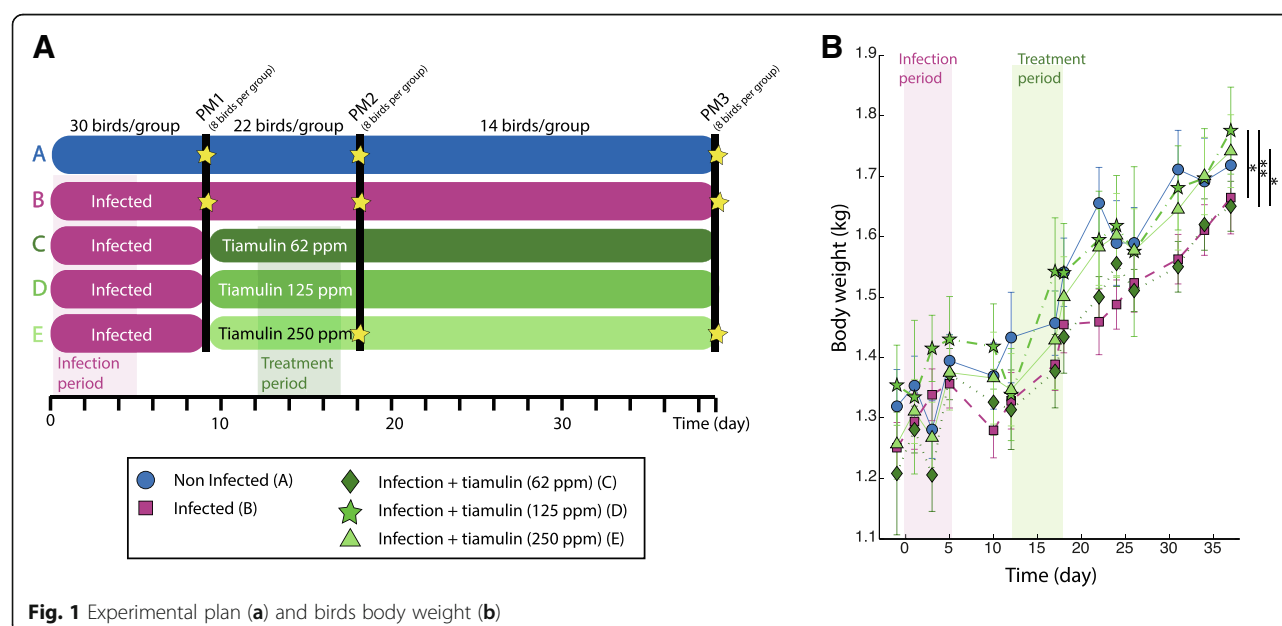 A
PM1
(8 birds per group)
PM2
(8 birds per group)
PM3
(8 birds per group)
30 birds/group
22 birds/group
14 birds/group
A
B
Infected
C
Infected
Tiamulin 62 ppm
D
Infected
Tiamulin 125 ppm
E
Infected
Tiamulin 250 ppm
Infection
period
Treatment
period
0
10
20
30
Time (day)
Non Infected (A)
Infected (B)
Infection + tiamulin (62 ppm) (C)
Infection + tiamulin (125 ppm) (D)
Infection + tiamulin (250 ppm) (E)
B
Infection
period
Treatment
period
1.9
1.8
1.7
1.6
1.5
1.4
1.3
1.2
1.1
Body weight (kg)
*
**
*
0 5 10 15 20 25 30 35
Time (day)
Fig. 1 Experimental plan (a) and birds body weight (b)